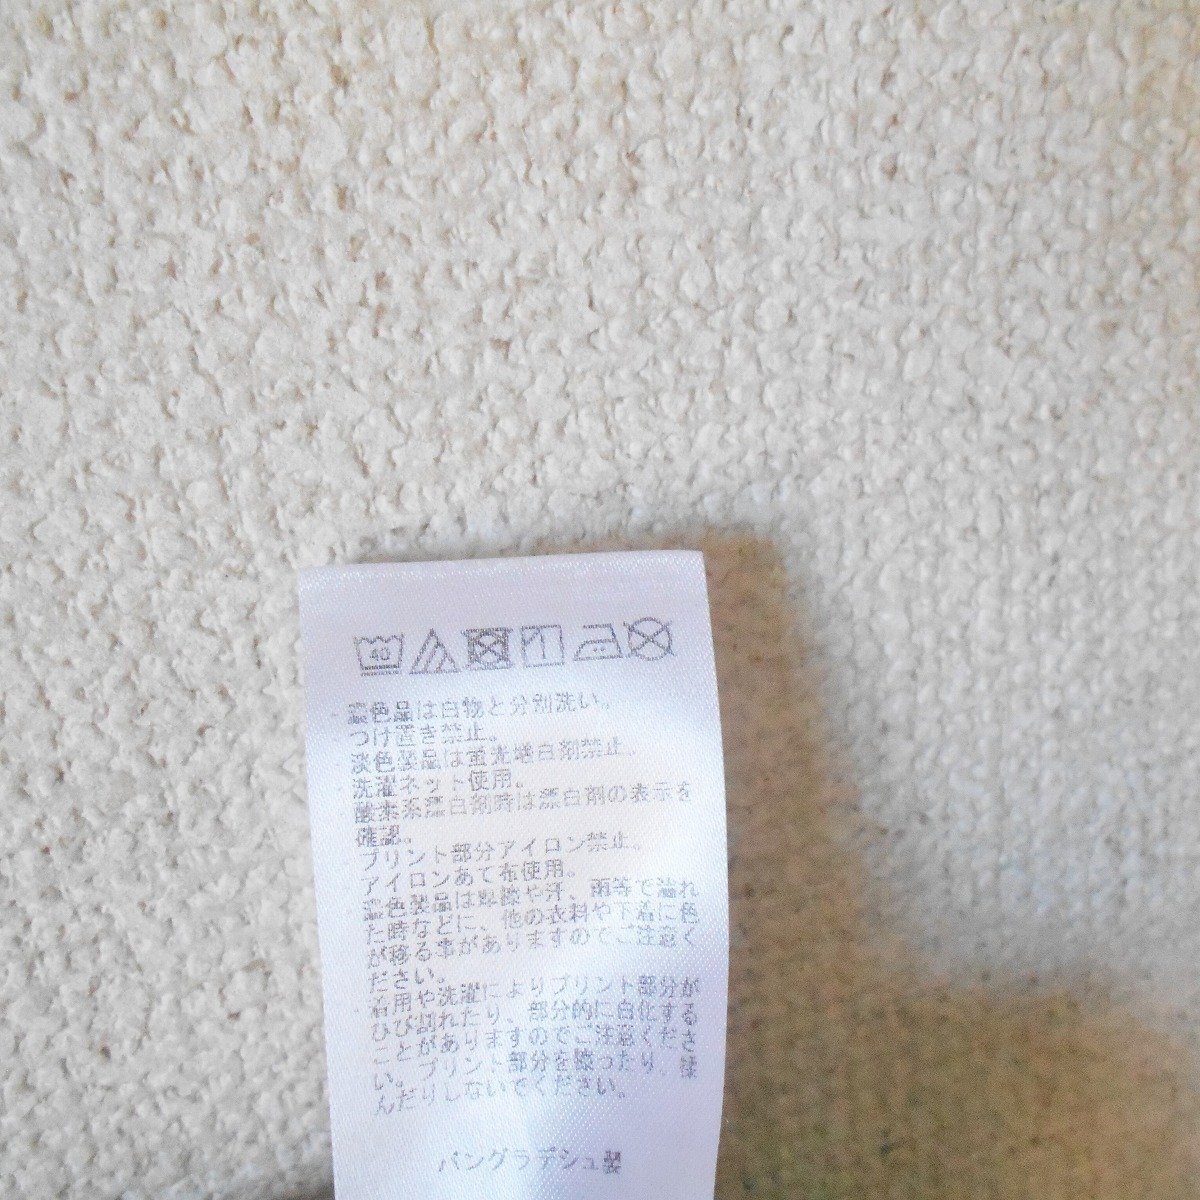 40
・濃色品は白物と分別洗い。
つけ置き禁止。
・淡色製品は蛍光増白剤禁止。
・洗濯ネット使用。
酸素系漂白剤時は漂白剤の表示を
確認。
・プリント部分アイロン禁止。
アイロンあて布使用。
・濃色製品は摩擦や汗、雨等で濡れ
た時などに、他の衣料や下着に色
が移る事がありますのでご注意く
ださい。
・着用や洗濯によりプリント部分が
ひび割れたり、部分的に白化する
ことがありますのでご注意くださ
い。プリント部分を擦ったり、揉
んだりしないでください。
バングラデシュ製